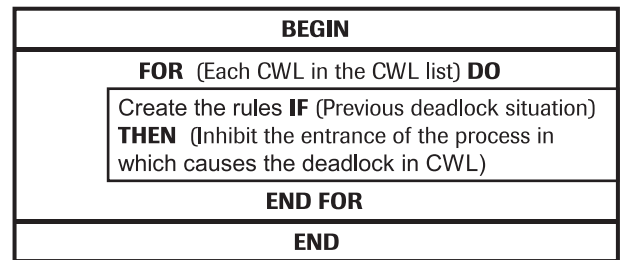 BEGIN
FOR (Each CWL in the CWL list) DO
Create the rules IF (Previous deadlock situation)
THEN (Inhibit the entrance of the process in
which causes the deadlock in CWL)
END FOR
END